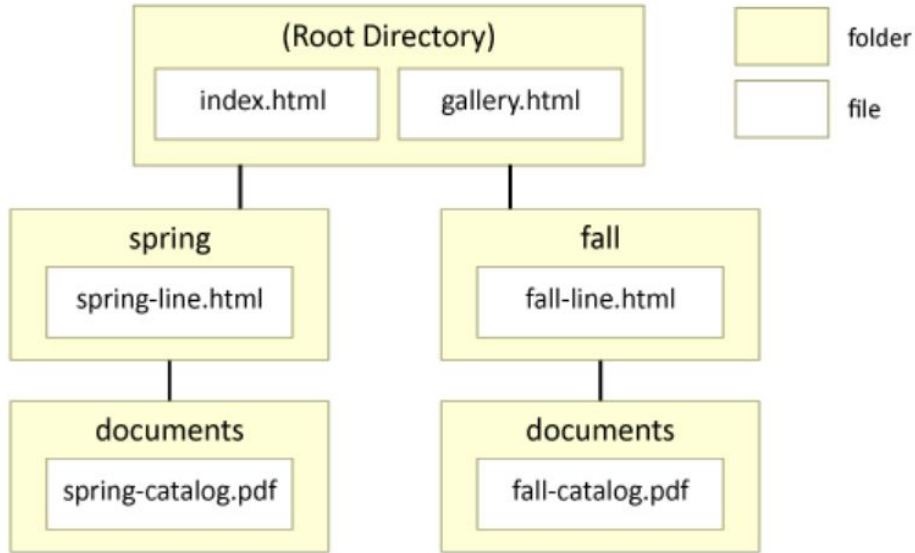 (Root Directory)
index.html
gallery.html
folder
file
spring
spring-line.html
fall
fall-line.html
documents
spring-catalog.pdf
documents
fall-catalog.pdf